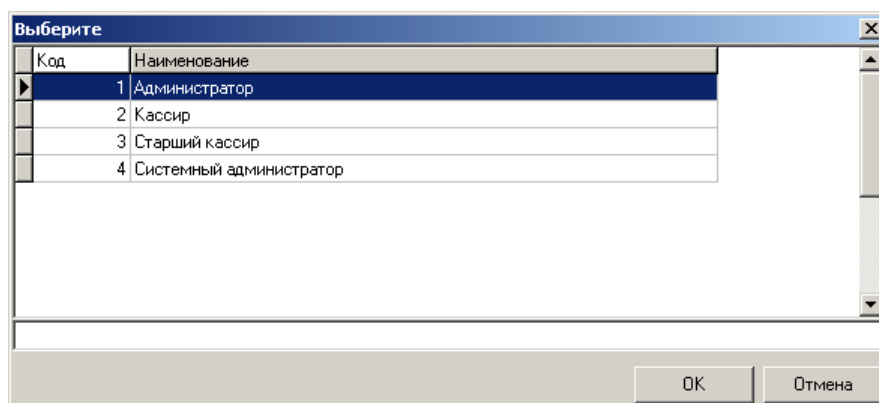 Выберите
Код Наименование
1 Администратор
2 Кассир
3 Старший кассир
4 Системный администратор
OK Отмена